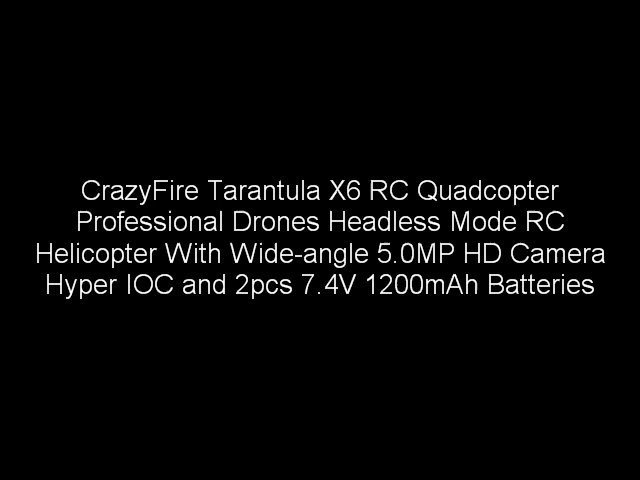 CrazyFire Tarantula X6 RC Quadcopter
Professional Drones Headless Mode RC
Helicopter With Wide-angle 5.0MP HD Camera
Hyper IOC and 2pcs 7.4V 1200mAh Batteries